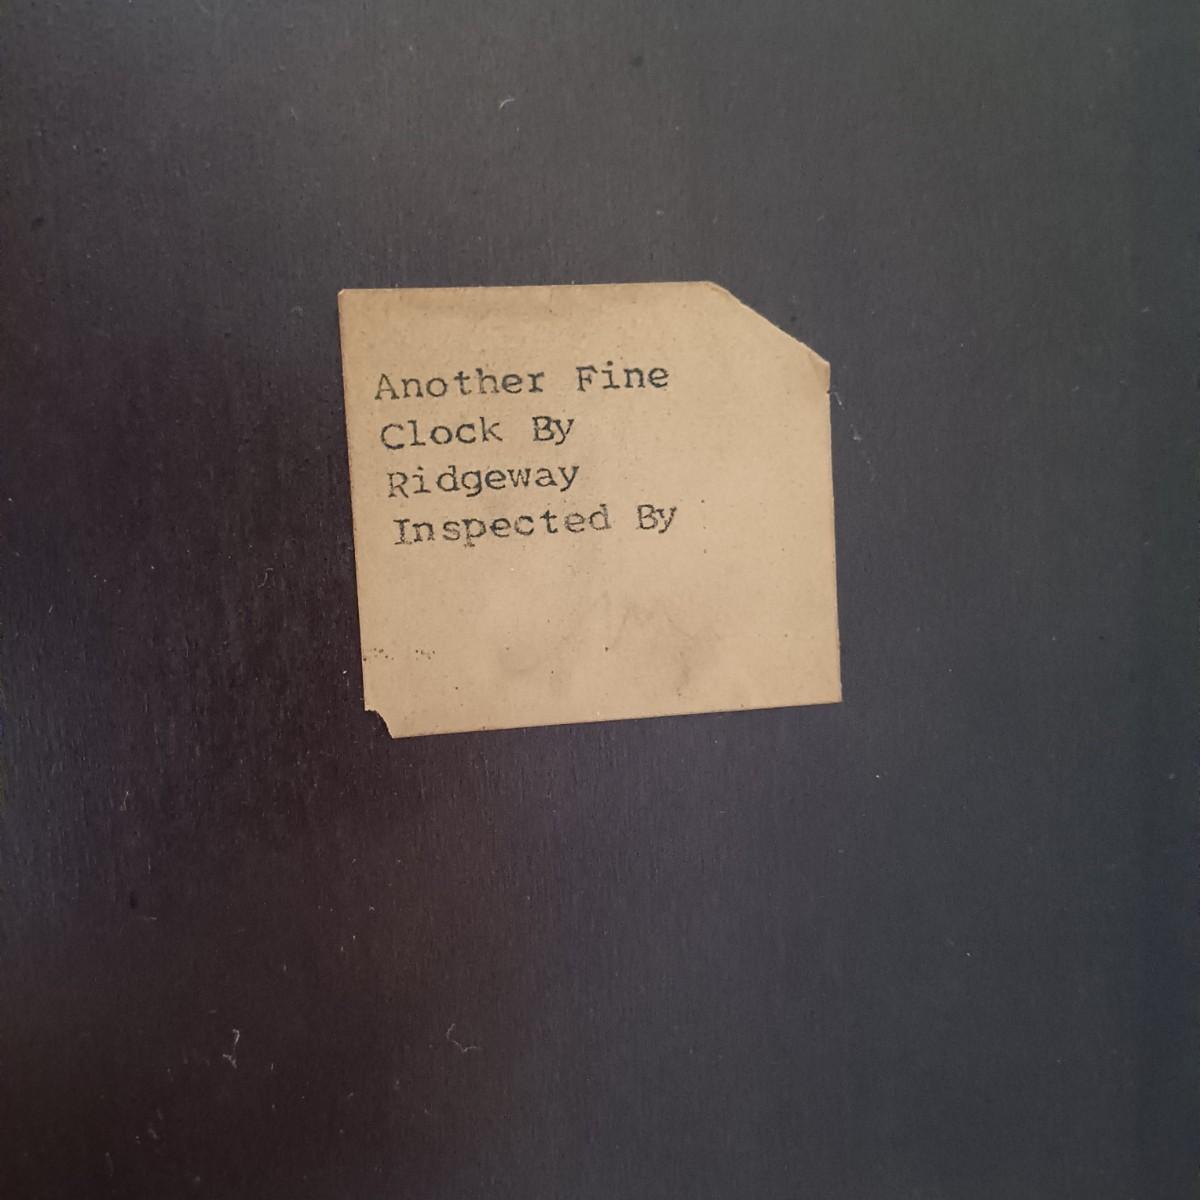 Another Fine
Clock By
Ridgeway
Inspected By